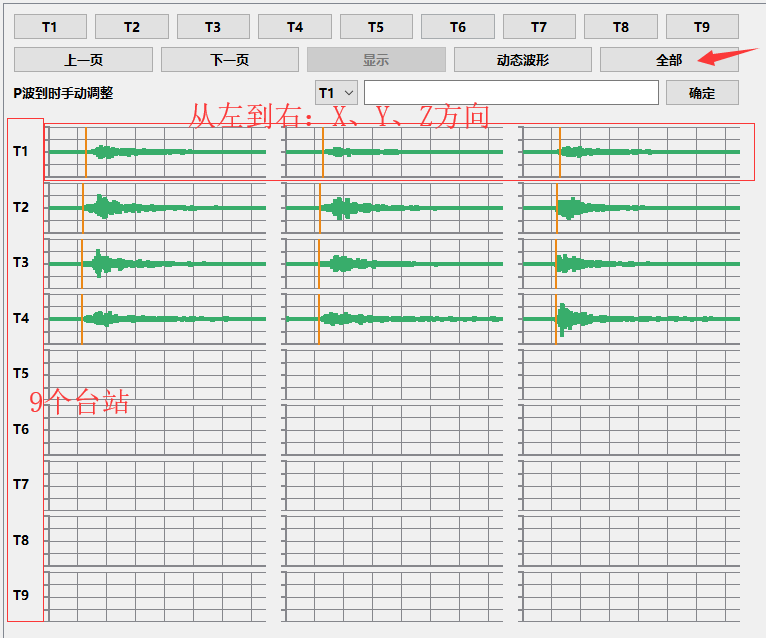 T1 T2 T3 T4 T5 T6 T7 T8 T9
上一页 下一页 显示 动态波形 全部
P波到时手动调整 T1 确定
从左到右：X、Y、Z方向
T1
T2
T3
T4
T5
9个台站
T6
T7
T8
T9